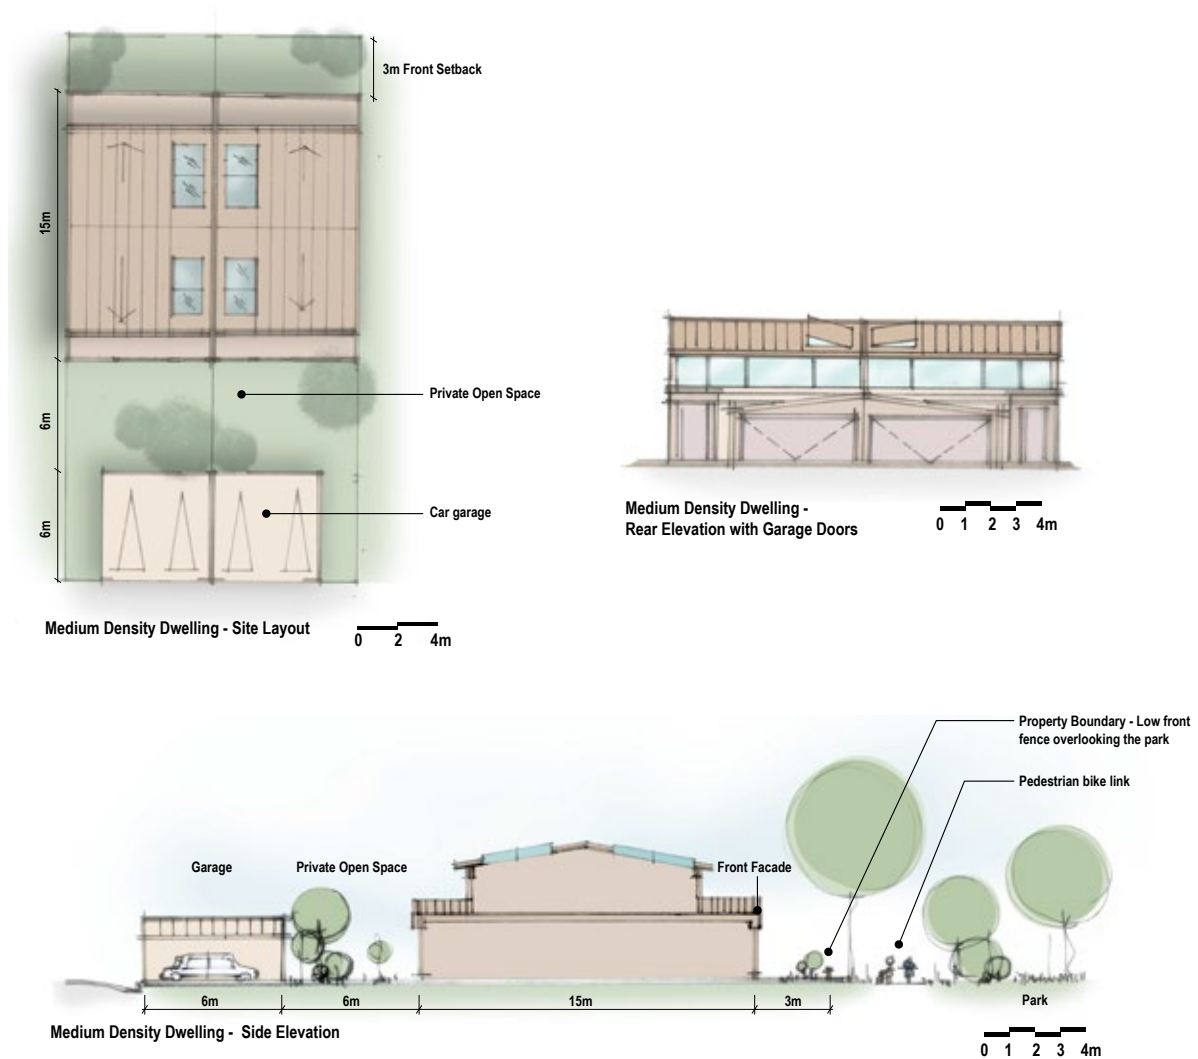 3m Front Setback
15m
Private Open Space
6m
Car garage
6m
Medium Density Dwelling - Site Layout
0 2 4m
Medium Density Dwelling -
Rear Elevation with Garage Doors
0 1 2 3 4m
Property Boundary - Low front
fence overlooking the park
Pedestrian bike link
Garage
Private Open Space
Front Facade
6m
6m
15m
3m
Park
Medium Density Dwelling - Side Elevation
0 1 2 3 4m